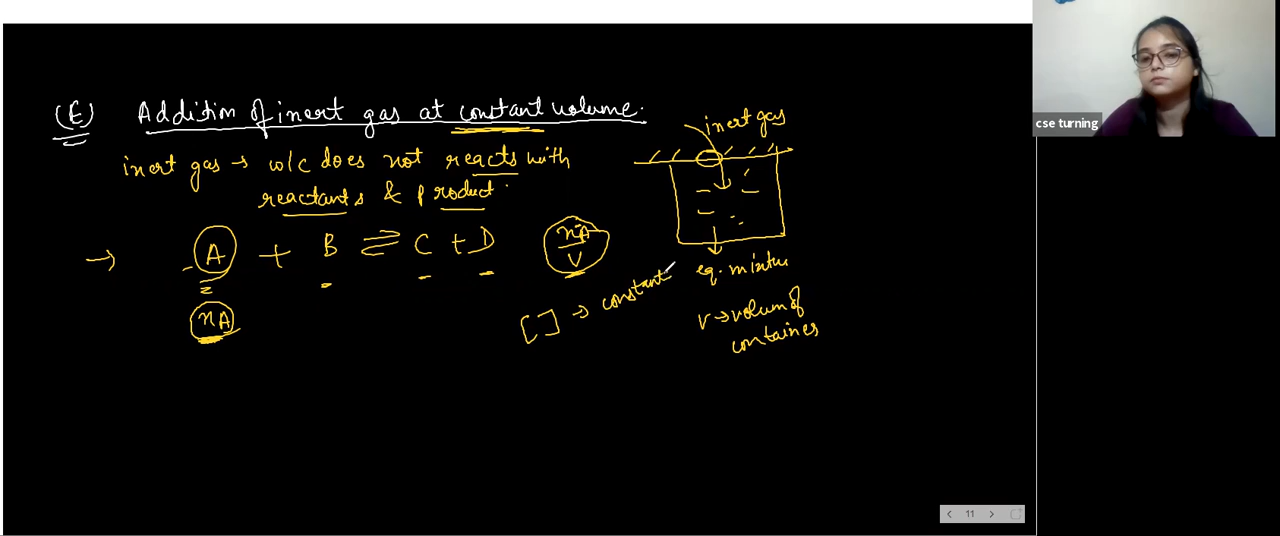 (E) Addition of inert gas at constant volume.
inert gas → w/c does not reacts with
reactants & product.
→ A + B ⇌ C + D
nA
nA/V
[ ] → constant
inert gas
eq. mixture
V → volum of
container
cse turning
11